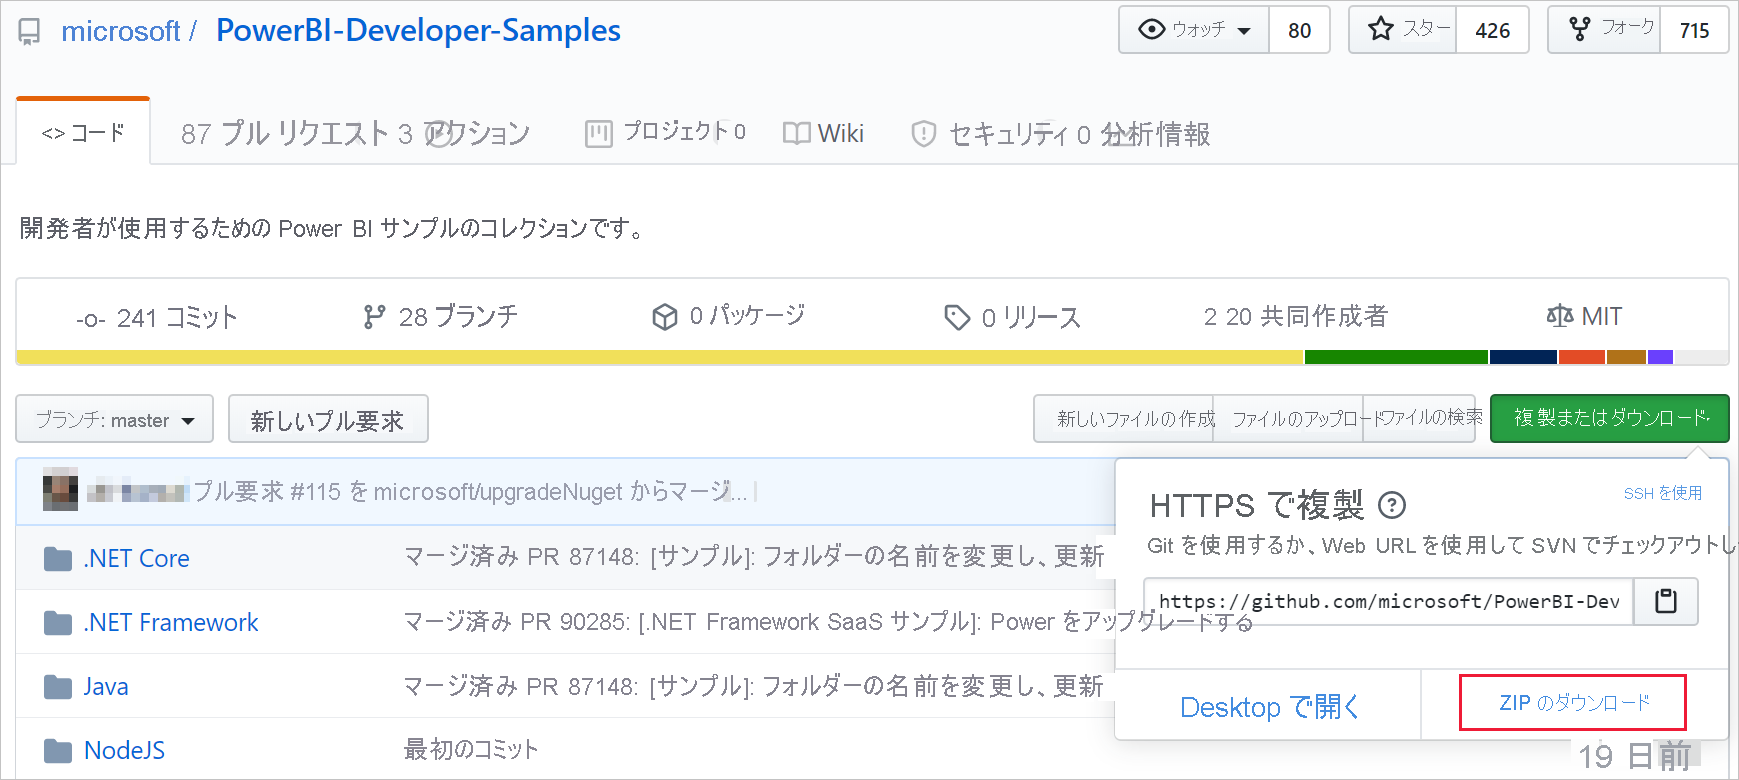 microsoft / PowerBI-Developer-Samples
ウォッチ 80
スター 426
フォーク 715
<> コード
87 プル リクエスト 3 アクション
プロジェクト 0
Wiki
セキュリティ 0 分析情報
開発者が使用するための Power BI サンプルのコレクションです。
-o- 241 コミット
28 ブランチ
0 パッケージ
0 リリース
2 20 共同作成者
MIT
ブランチ: master
新しいプル要求
新しいファイルの作成
ファイルのアップロード
ファイルの検索
複製またはダウンロード
プル要求 #115 を microsoft/upgradeNuget からマージ...
HTTPS で複製
SSH を使用
Git を使用するか、Web URL を使用して SVN でチェックアウトし
https://github.com/microsoft/PowerBI-Dev
.NET Core
マージ済み PR 87148: [サンプル]: フォルダーの名前を変更し、更新
.NET Framework
マージ済み PR 90285: [.NET Framework SaaS サンプル]: Power をアップグレードする
Java
マージ済み PR 87148: [サンプル]: フォルダーの名前を変更し、更新
Desktop で開く
ZIP のダウンロード
NodeJS
最初のコミット
19 日前